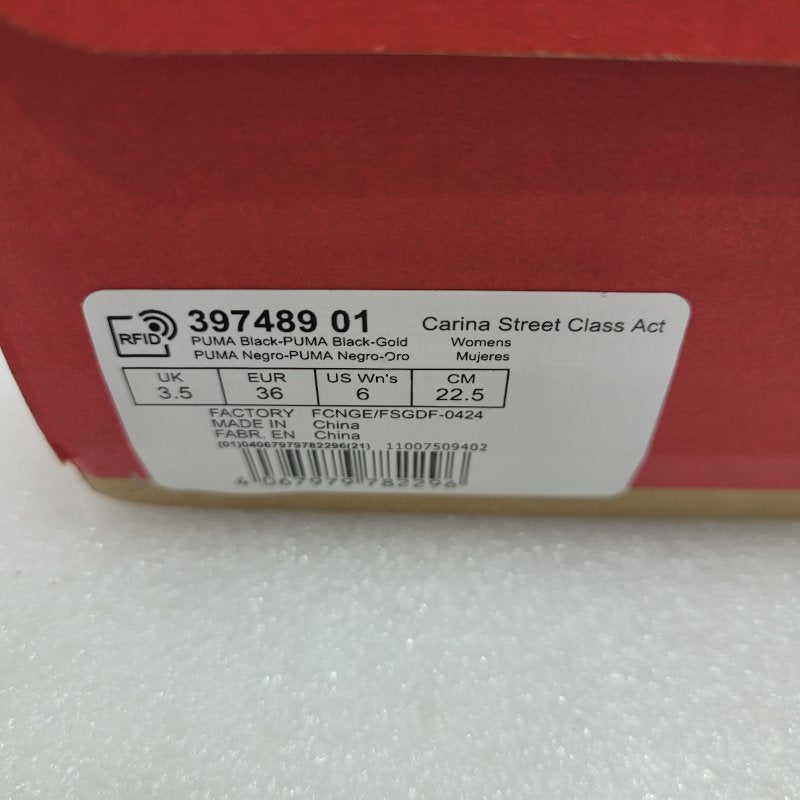 RFID 397489 01 Carina Street Class Act
PUMA Black-PUMA Black-Gold Womens
PUMA Negro-PUMA Negro-Oro Mujeres
UK EUR US Wn's CM
3.5 36 6 22.5
FACTORY FCNGE/FSGDF-0424
MADE IN China
FABR. EN China
(01)04067979782296(21) 11007509402
4 067979 782296